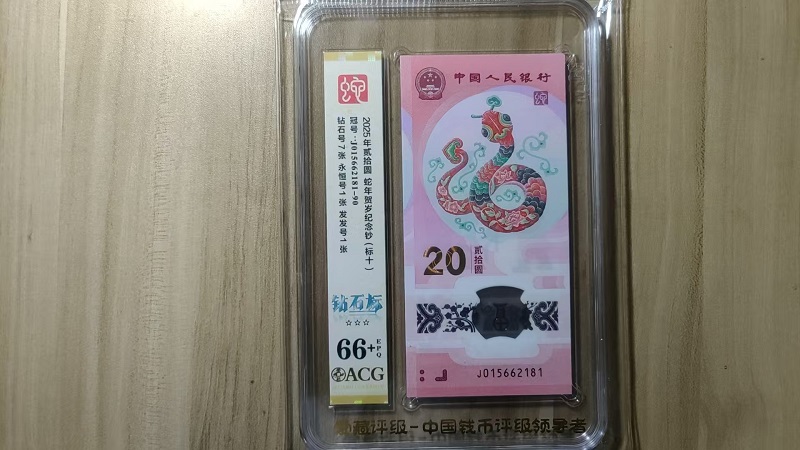 蛇
2025年贰拾圆 蛇年贺岁纪念钞(标十)
冠号:J015662181-90
钻石号7张 永恒号1张 发发号1张
钻石标
☆☆☆
66+
EPQ
ACG
中国人民银行
20
贰拾圆
J015662181
藏评级-中国钱币评级领导者